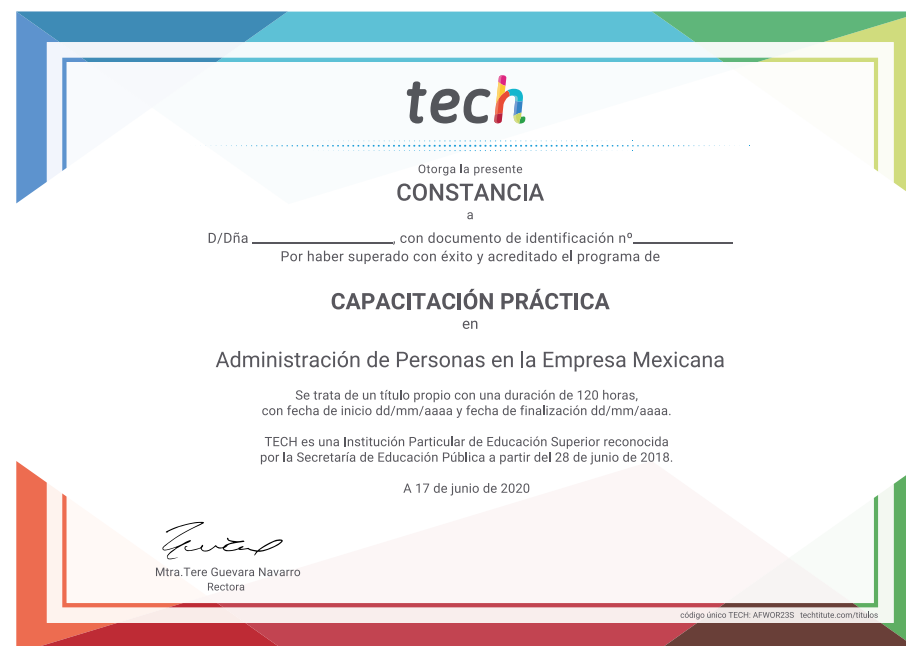 tech
Otorga la presente
CONSTANCIA
a
D/Dña ____________________, con documento de identificación nº______________
Por haber superado con éxito y acreditado el programa de
CAPACITACIÓN PRÁCTICA
en
Administración de Personas en la Empresa Mexicana
Se trata de un título propio con una duración de 120 horas,
con fecha de inicio dd/mm/aaaa y fecha de finalización dd/mm/aaaa.
TECH es una Institución Particular de Educación Superior reconocida
por la Secretaría de Educación Pública a partir del 28 de junio de 2018.
A 17 de junio de 2020
Mtra.Tere Guevara Navarro
Rectora
código único TECH: AFWOR23S techtitute.com/titulos